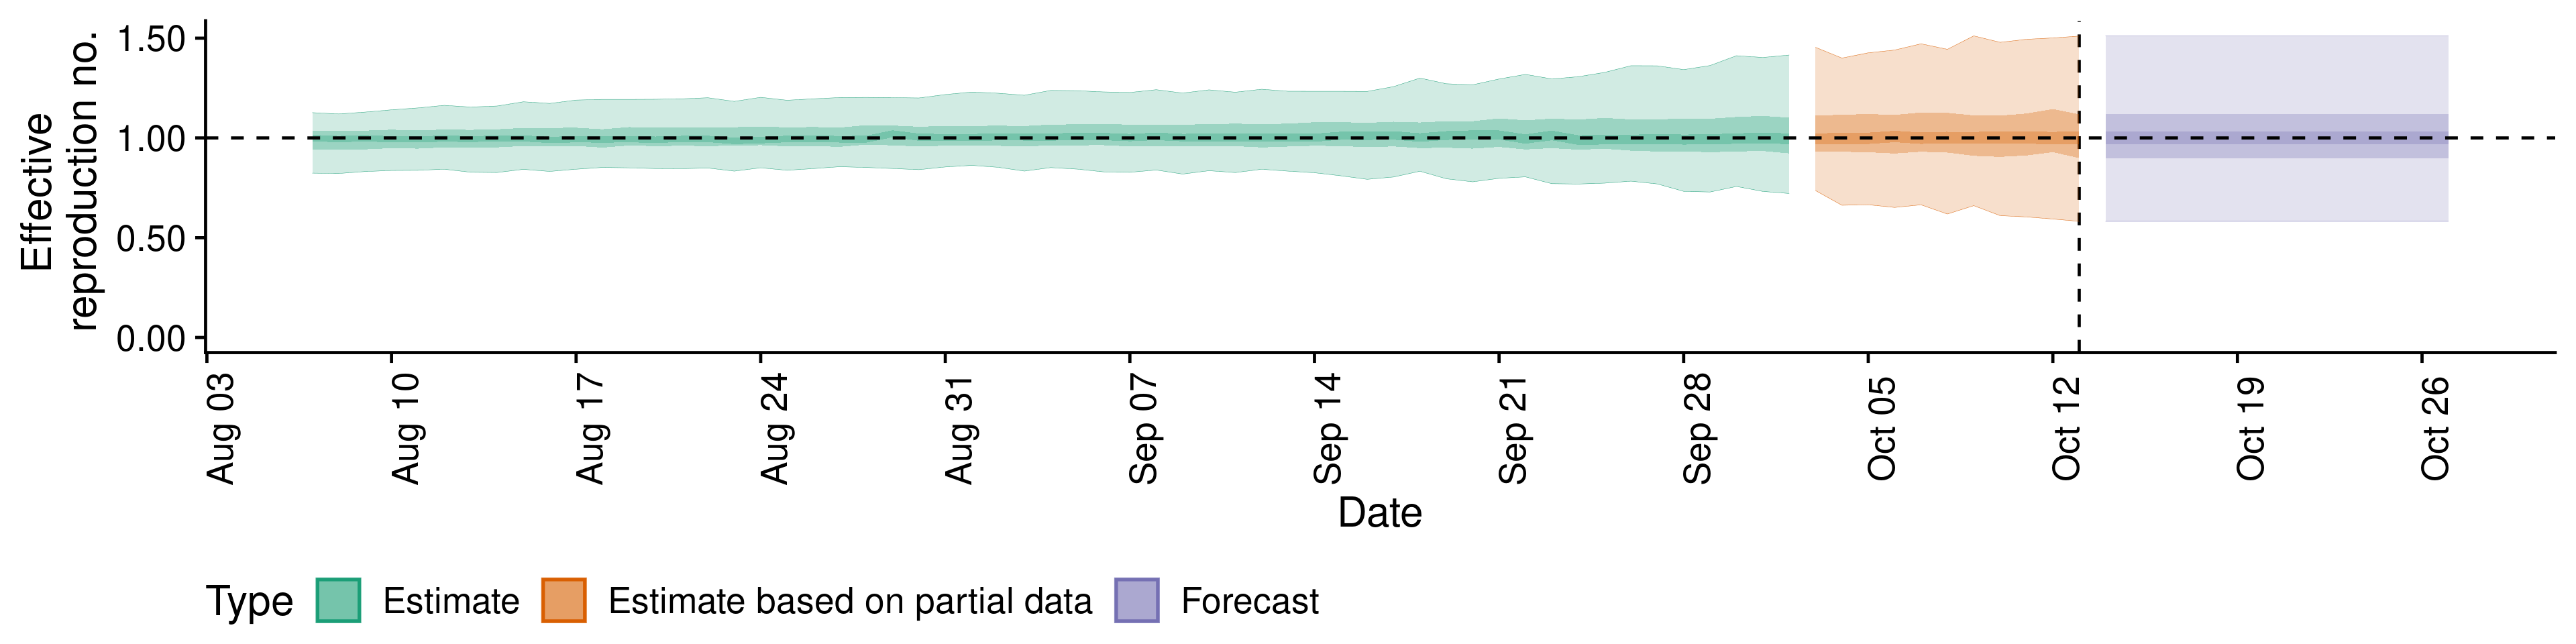 Effective
reproduction no.
1.50
1.00
0.50
0.00
Aug 03
Aug 10
Aug 17
Aug 24
Aug 31
Sep 07
Sep 14
Sep 21
Sep 28
Oct 05
Oct 12
Oct 19
Oct 26
Date
Type Estimate Estimate based on partial data Forecast